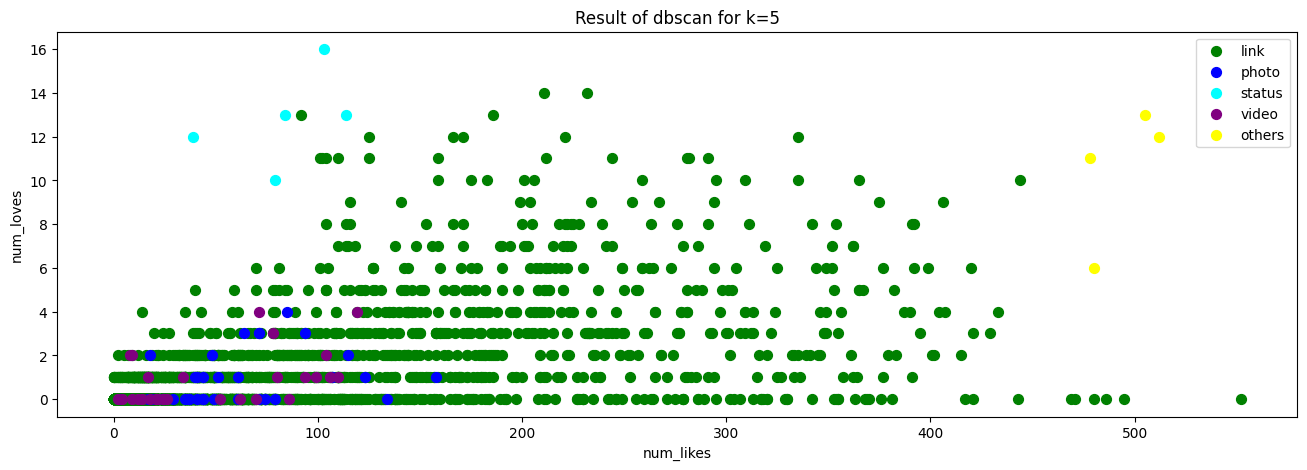 Result of dbscan for k=5
link
photo
status
video
others
num_loves
16
14
12
10
8
6
4
2
0
0
100
200
300
400
500
num_likes